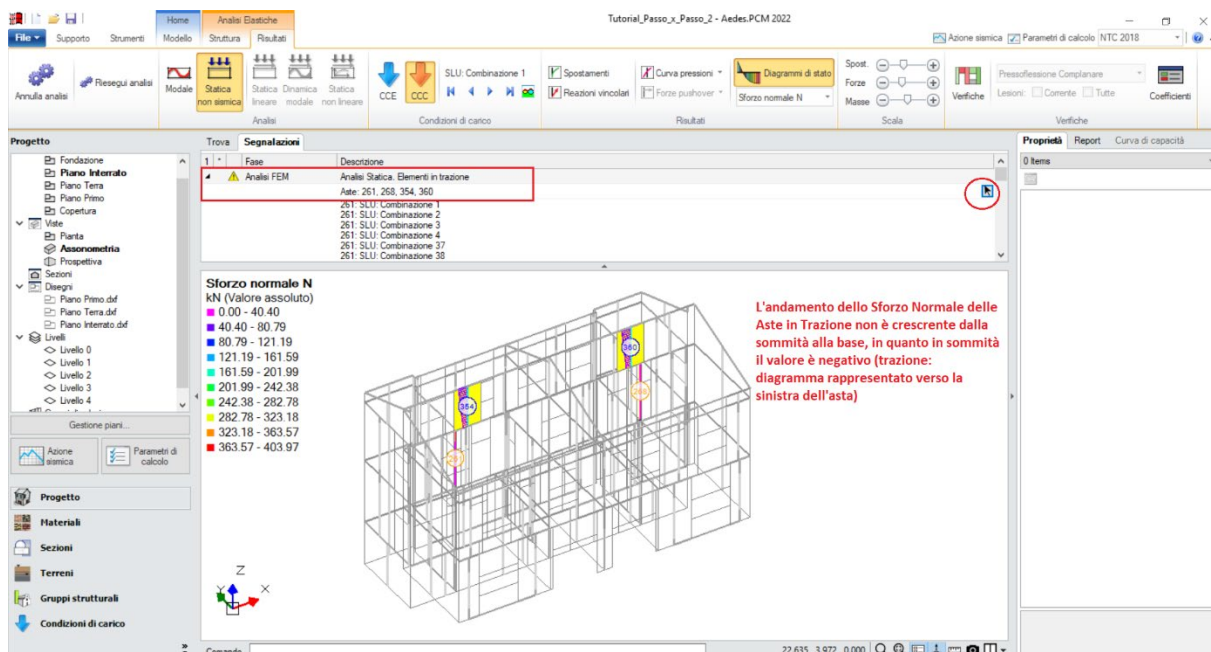 Tutorial_Passo_x_Passo_2 - Aedes.PCM 2022
Home
Analisi Elastiche
File
Supporto
Strumenti
Modello
Struttura
Risultati
Azione sismica
Parametri di calcolo
NTC 2018
Annulla analisi
Riesegui analisi
Modale
Statica
non sismica
Statica
lineare
Dinamica
modale
Statica
non lineare
Analisi
CCE
CCC
SLU: Combinazione 1
Condizioni di carico
Spostamenti
Reazioni vincolari
Curva pressioni
Forze pushover
Diagrammi di stato
Sforzo normale N
Risultati
Spost.
Forze
Masse
Scala
Verifiche
Pressoflessione Complanare
Lesioni:
Corrente
Tutte
Coefficienti
Verifiche
Progetto
Fondazione
Piano Interrato
Piano Terra
Piano Primo
Copertura
Viste
Pianta
Assonometria
Prospettiva
Sezioni
Disegni
Piano Primo.dxf
Piano Terra.dxf
Piano Interrato.dxf
Livelli
Livello 0
Livello 1
Livello 2
Livello 3
Livello 4
Gestione piani...
Azione
sismica
Parametri di
calcolo
Progetto
Materiali
Sezioni
Terreni
Gruppi strutturali
Condizioni di carico
Trova
Segnalazioni
1 * Fase Descrizione
Analisi FEM Analisi Statica. Elementi in trazione
Aste: 261, 268, 354, 360
261: SLU: Combinazione 1
261: SLU: Combinazione 2
261: SLU: Combinazione 3
261: SLU: Combinazione 4
261: SLU: Combinazione 37
261: SLU: Combinazione 38
Sforzo normale N
kN (Valore assoluto)
0.00 - 40.40
40.40 - 80.79
80.79 - 121.19
121.19 - 161.59
161.59 - 201.99
201.99 - 242.38
242.38 - 282.78
282.78 - 323.18
323.18 - 363.57
363.57 - 403.97
360
268
354
261
L'andamento dello Sforzo Normale delle
Aste in Trazione non è crescrente dalla
sommità alla base, in quanto in sommità
il valore è negativo (trazione:
diagramma rappresentato verso la
sinistra dell'asta)
Z
Y
X
Comando
22.635 3.972 0.000
Proprietà
Report
Curva di capacità
0 Items